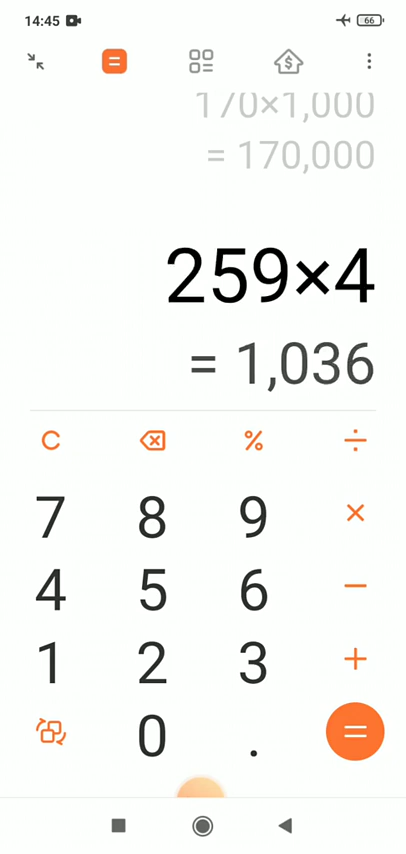 14:45
66
170×1,000
= 170,000
259×4
= 1,036
C % ÷
7 8 9 ×
4 5 6 −
1 2 3 +
0 . =